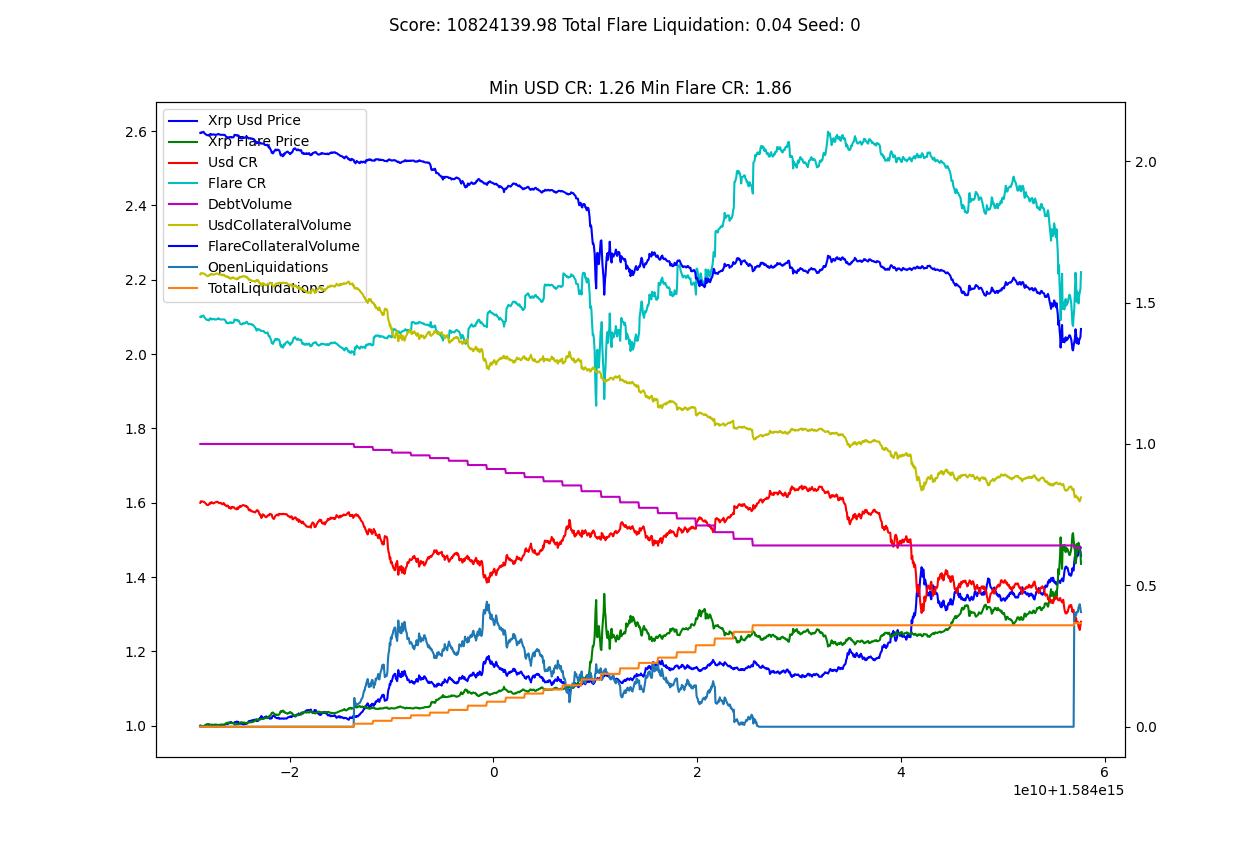 Score: 10824139.98 Total Flare Liquidation: 0.04 Seed: 0
Min USD CR: 1.26 Min Flare CR: 1.86
Xrp Usd Price
Xrp Flare Price
Usd CR
Flare CR
DebtVolume
UsdCollateralVolume
FlareCollateralVolume
OpenLiquidations
TotalLiquidations
2.6
2.4
2.2
2.0
1.8
1.6
1.4
1.2
1.0
2.0
1.5
1.0
0.5
0.0
−2 0 2 4 6
1e10+1.584e15